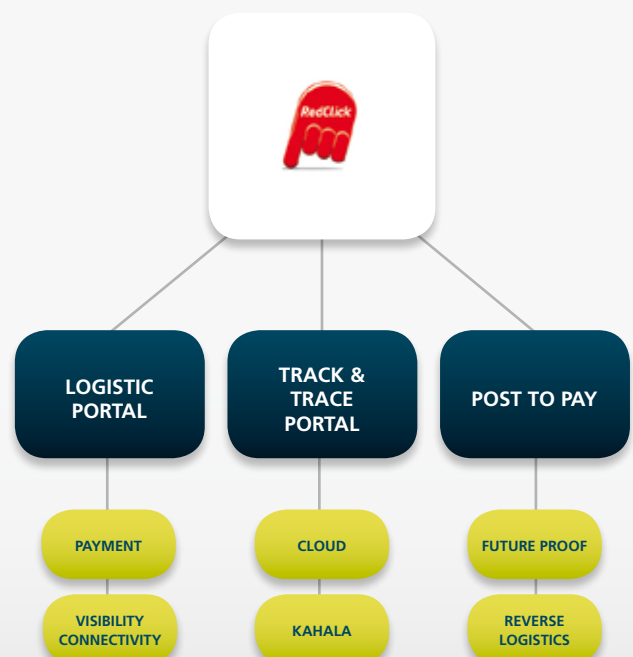 RedClick
LOGISTIC
PORTAL
TRACK &
TRACE
PORTAL
POST TO PAY
PAYMENT
CLOUD
FUTURE PROOF
VISIBILITY
CONNECTIVITY
KAHALA
REVERSE
LOGISTICS